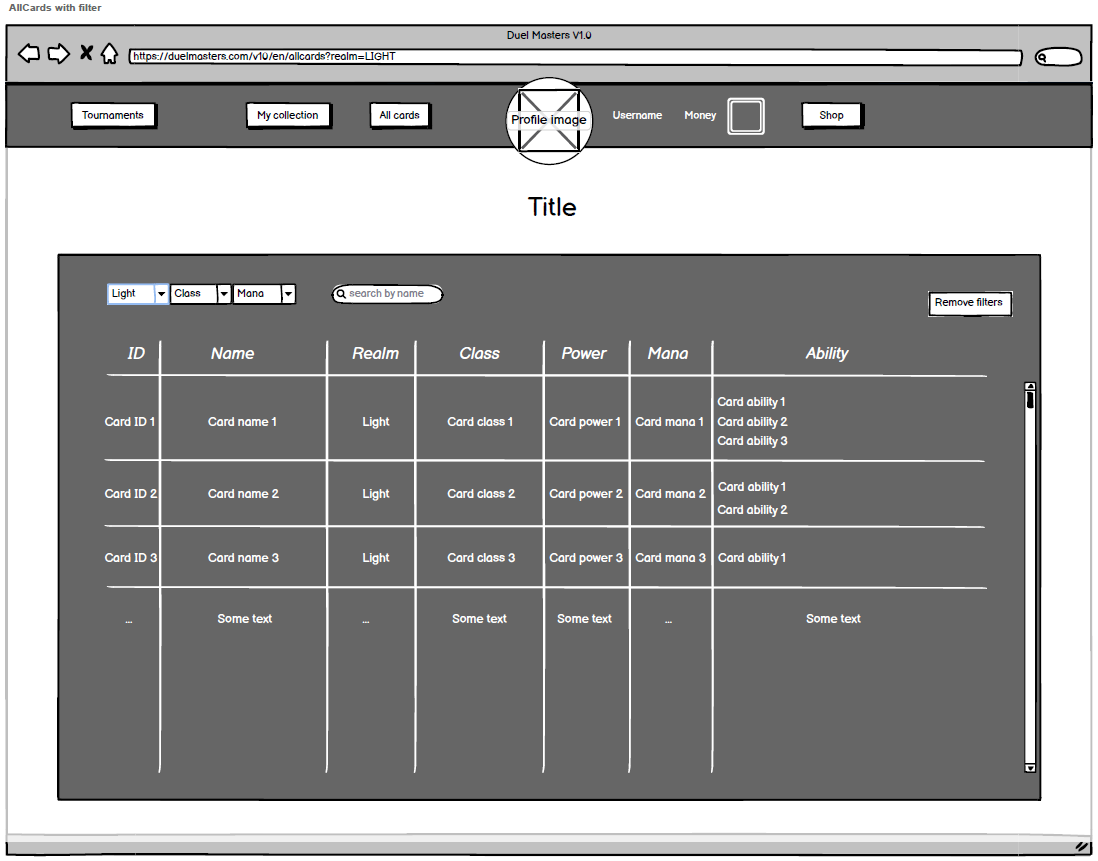 AllCards with filter
Duel Masters V1.0
https://duelmasters.com/v1.0/en/allcards?realm=LIGHT
Tournaments My collection All cards Profile image Username Money Shop
Title
Light Class Mana search by name Remove filters
ID Name Realm Class Power Mana Ability
Card ability 1
Card ID 1 Card name 1 Light Card class 1 Card power 1 Card mana 1 Card ability 2
Card ability 3
Card ability 1
Card ID 2 Card name 2 Light Card class 2 Card power 2 Card mana 2
Card ability 2
Card ID 3 Card name 3 Light Card class 3 Card power 3 Card mana 3 Card ability 1
... Some text ... Some text Some text ... Some text